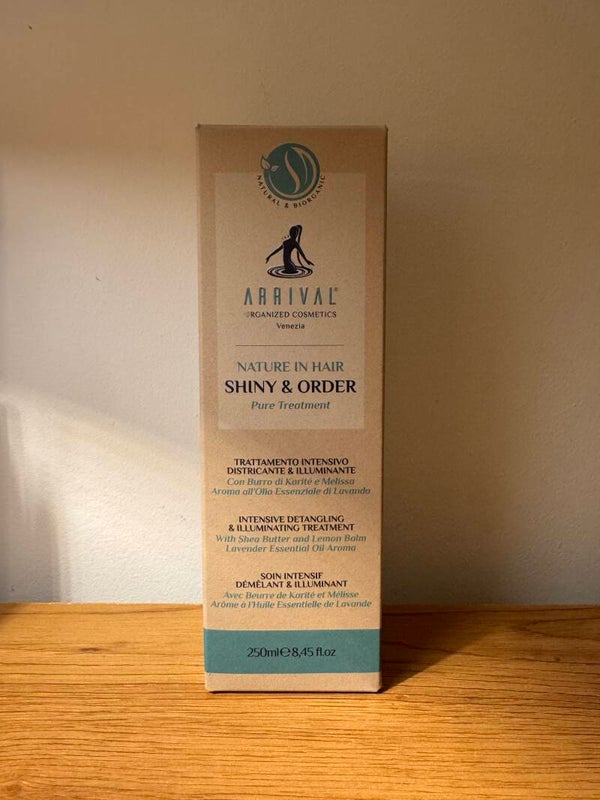 NATURAL & BIORGANIC
ARRIVAL®
ORGANIZED COSMETICS
Venezia
NATURE IN HAIR
SHINY & ORDER
Pure Treatment
TRATTAMENTO INTENSIVO
DISTRICANTE & ILLUMINANTE
Con Burro di Karité e Melissa
Aroma all'Olio Essenziale di Lavanda
INTENSIVE DETANGLING
& ILLUMINATING TREATMENT
With Shea Butter and Lemon Balm
Lavender Essential Oil Aroma
SOIN INTENSIF
DÉMÊLANT & ILLUMINANT
Avec Beurre de Karité et Mélisse
Arôme à l'Huile Essentielle de Lavande
250ml℮8,45 fl.oz